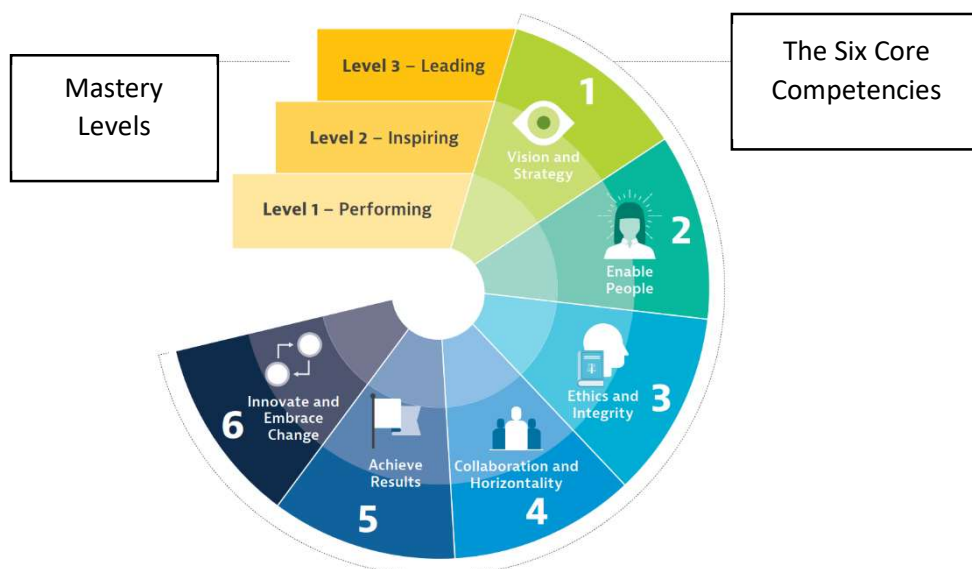 Mastery
Levels
Level 3 – Leading
Level 2 – Inspiring
Level 1 – Performing
The Six Core
Competencies
1
Vision and
Strategy
2
Enable
People
3
Ethics and
Integrity
4
Collaboration and
Horizontality
5
Achieve
Results
6
Innovate and
Embrace
Change